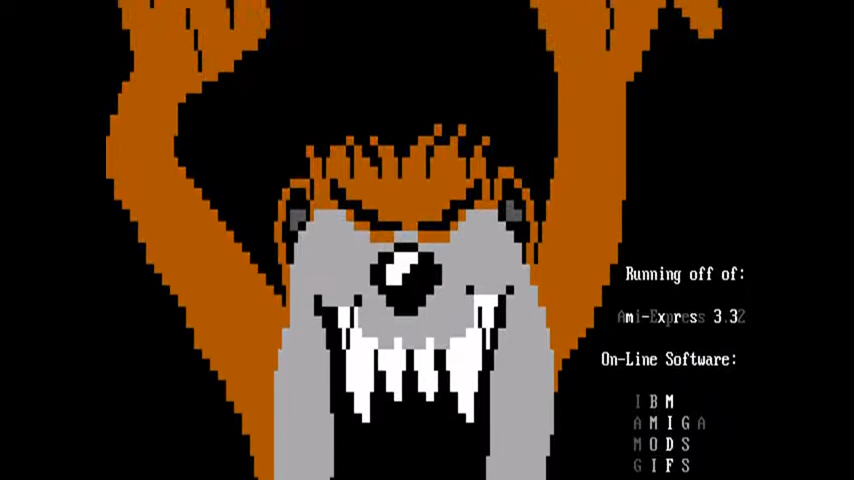 Running off of:
Ami-Express 3.32
On-Line Software:
IBM
AMIGA
MODS
GIFS